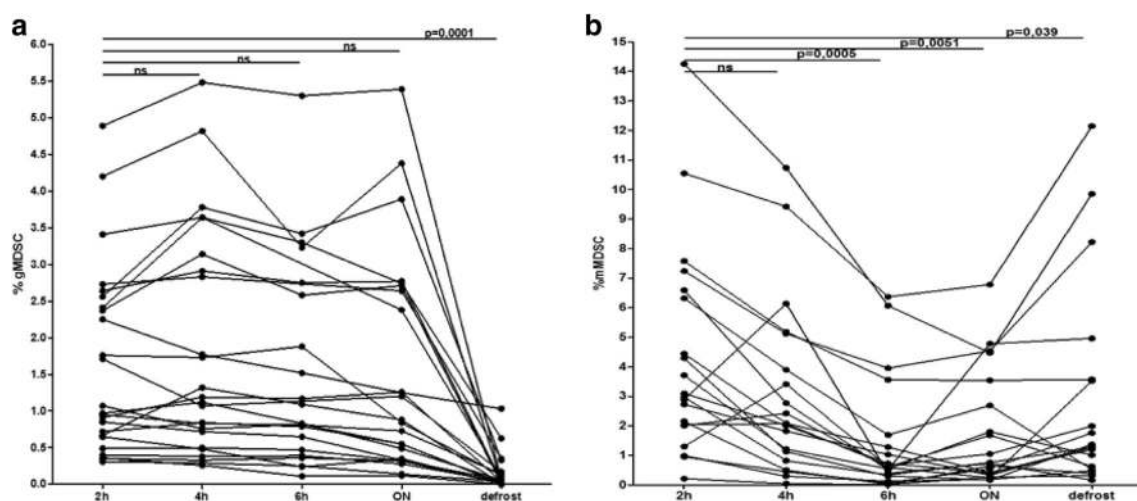 a
p=0,0001
ns
ns
ns
6.0
5.5
5.0
4.5
4.0
3.5
3.0
2.5
2.0
1.5
1.0
0.5
0.0
% gMDSC
2h
4h
6h
ON
defrost
b
p=0,039
p=0,0051
p=0,0005
ns
15
14
13
12
11
10
9
8
7
6
5
4
3
2
1
0
%mMDSC
2h
4h
6h
ON
defrost